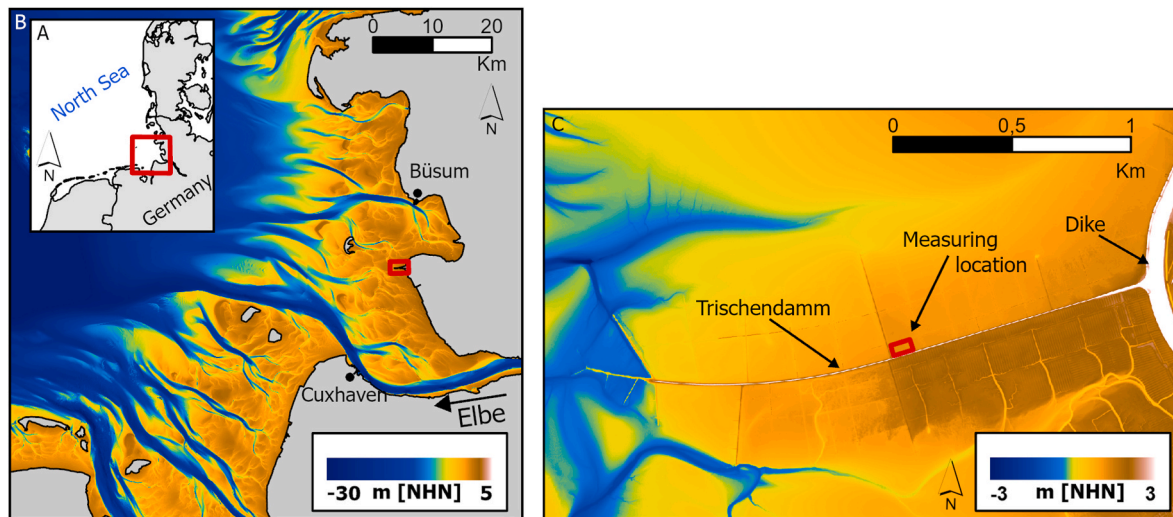 B
A
North Sea
N
Germany
0 10 20
Km
N
Büsum
Cuxhaven
Elbe
-30 m [NHN] 5
C
0 0,5 1
Km
Dike
Measuring
location
Trischendamm
N
-3 m [NHN] 3